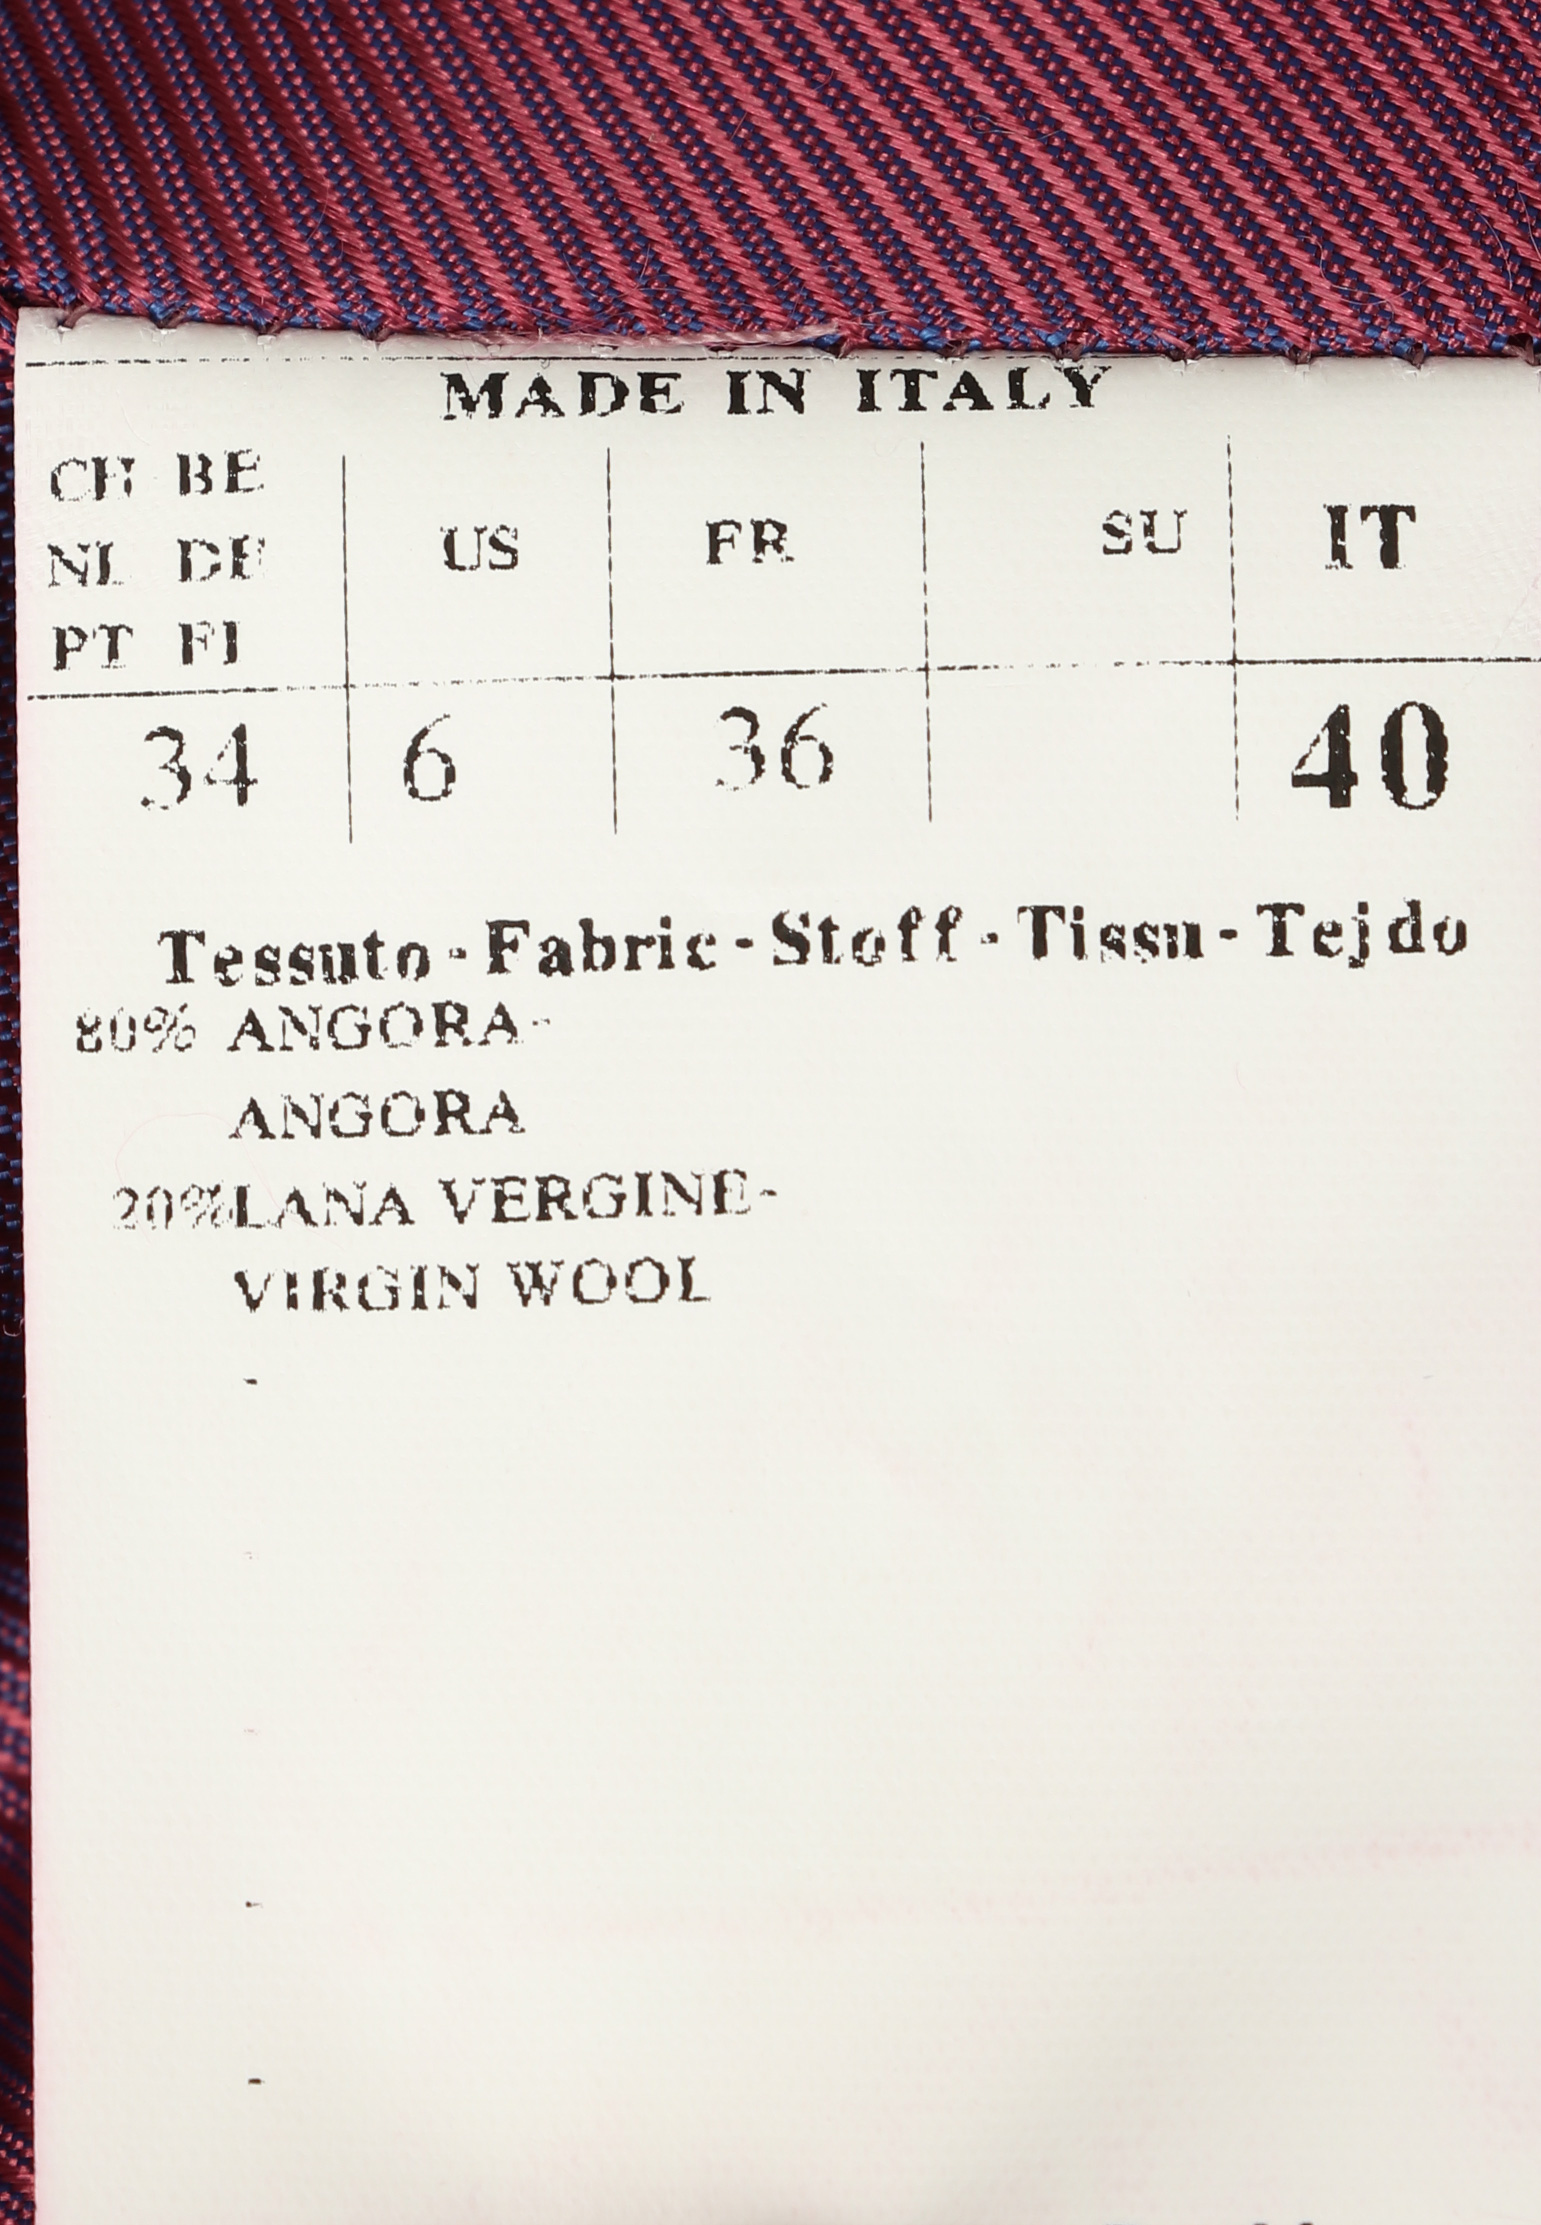 MADE IN ITALY
CH BE
NL DE
PT FI
US
FR
SU
IT
34 6 36 40
Tessuto - Fabric - Stoff - Tissu - Tejdo
80% ANGORA-
ANGORA
20%LANA VERGINE-
VIRGIN WOOL
-
-
-